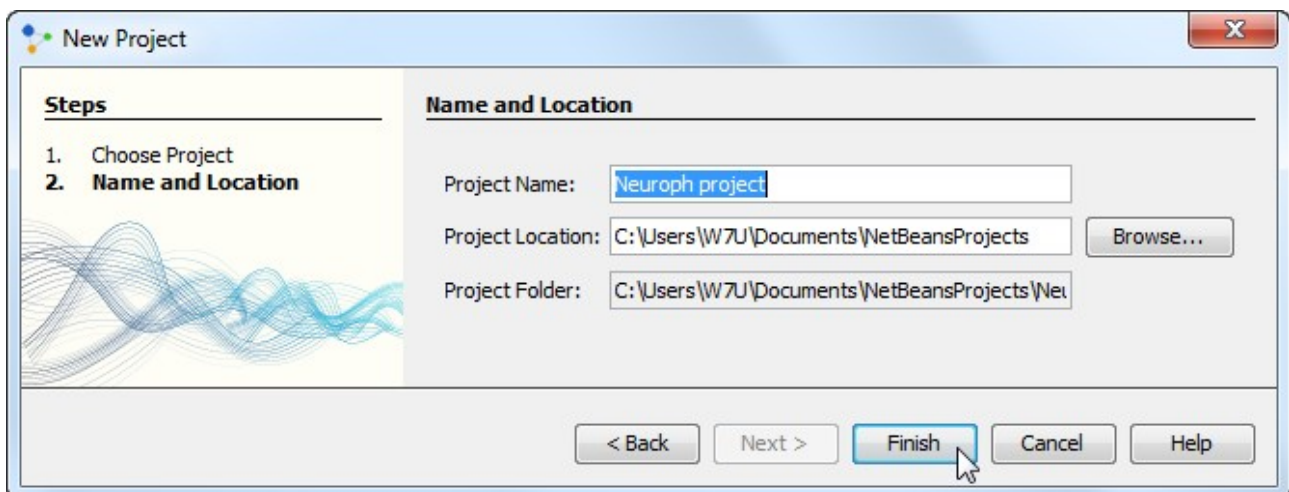 New Project
X
Steps
1. Choose Project
2. Name and Location
Name and Location
Project Name: Neuroph project
Project Location: C:\Users\W7U\Documents\NetBeansProjects Browse...
Project Folder: C:\Users\W7U\Documents\NetBeansProjects\Neu
< Back Next > Finish Cancel Help